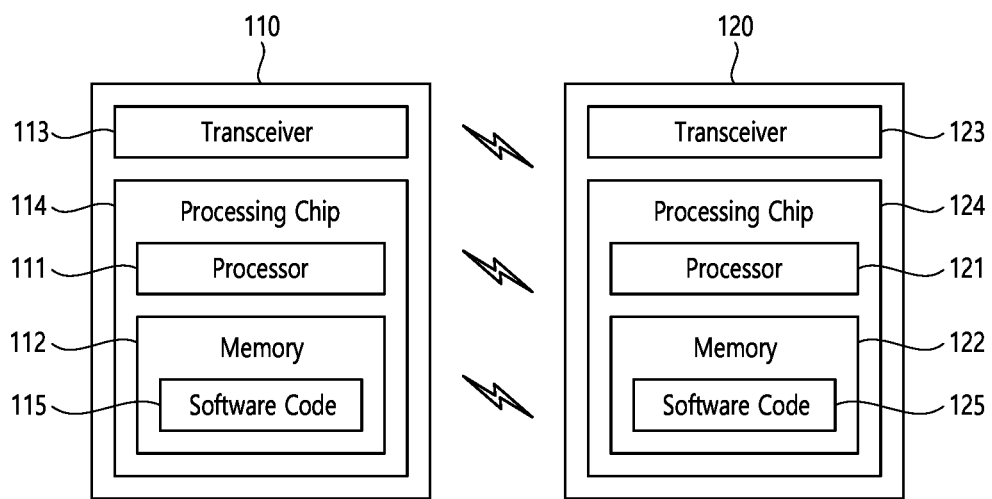 110
120
113
Transceiver
Transceiver
123
114
Processing Chip
Processing Chip
124
111
Processor
Processor
121
112
Memory
Memory
122
115
Software Code
Software Code
125